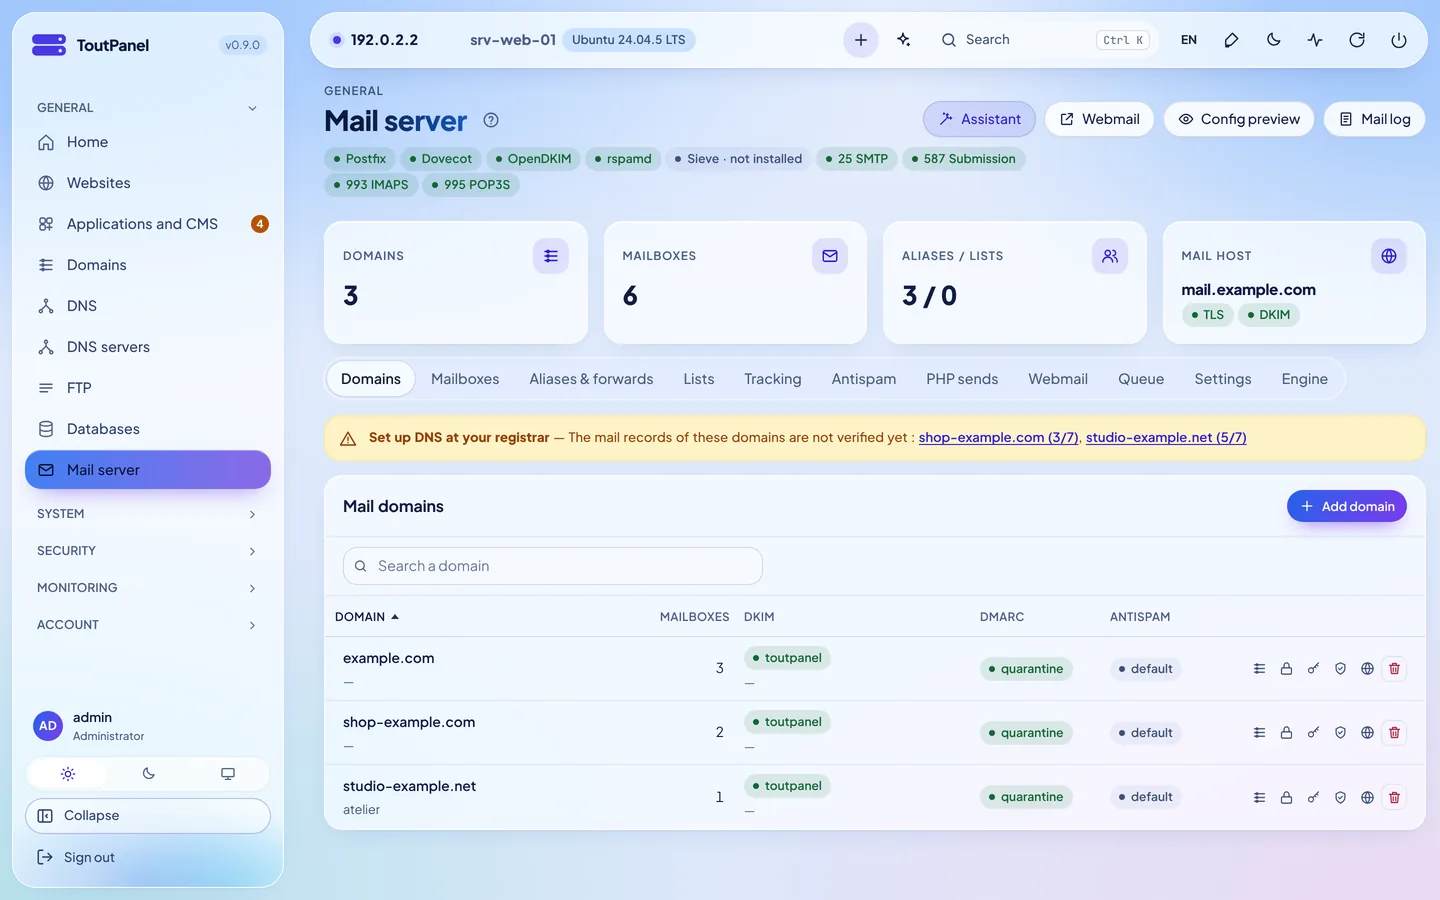 ToutPanel
v0.9.0
GENERAL
Home
Websites
Applications and CMS
4
Domains
DNS
DNS servers
FTP
Databases
Mail server
SYSTEM
SECURITY
MONITORING
ACCOUNT
AD
admin
Administrator
Collapse
Sign out
192.0.2.2
srv-web-01
Ubuntu 24.04.5 LTS
Search
Ctrl K
EN
GENERAL
Mail server
Assistant
Webmail
Config preview
Mail log
Postfix
Dovecot
OpenDKIM
rspamd
Sieve · not installed
25 SMTP
587 Submission
993 IMAPS
995 POP3S
DOMAINS
3
MAILBOXES
6
ALIASES / LISTS
3 / 0
MAIL HOST
mail.example.com
TLS
DKIM
Domains
Mailboxes
Aliases & forwards
Lists
Tracking
Antispam
PHP sends
Webmail
Queue
Settings
Engine
Set up DNS at your registrar — The mail records of these domains are not verified yet : shop-example.com (3/7), studio-example.net (5/7)
Mail domains
Add domain
Search a domain
DOMAIN MAILBOXES DKIM DMARC ANTISPAM
example.com
—
3
toutpanel
—
quarantine
default
shop-example.com
—
2
toutpanel
—
quarantine
default
studio-example.net
atelier
1
toutpanel
—
quarantine
default